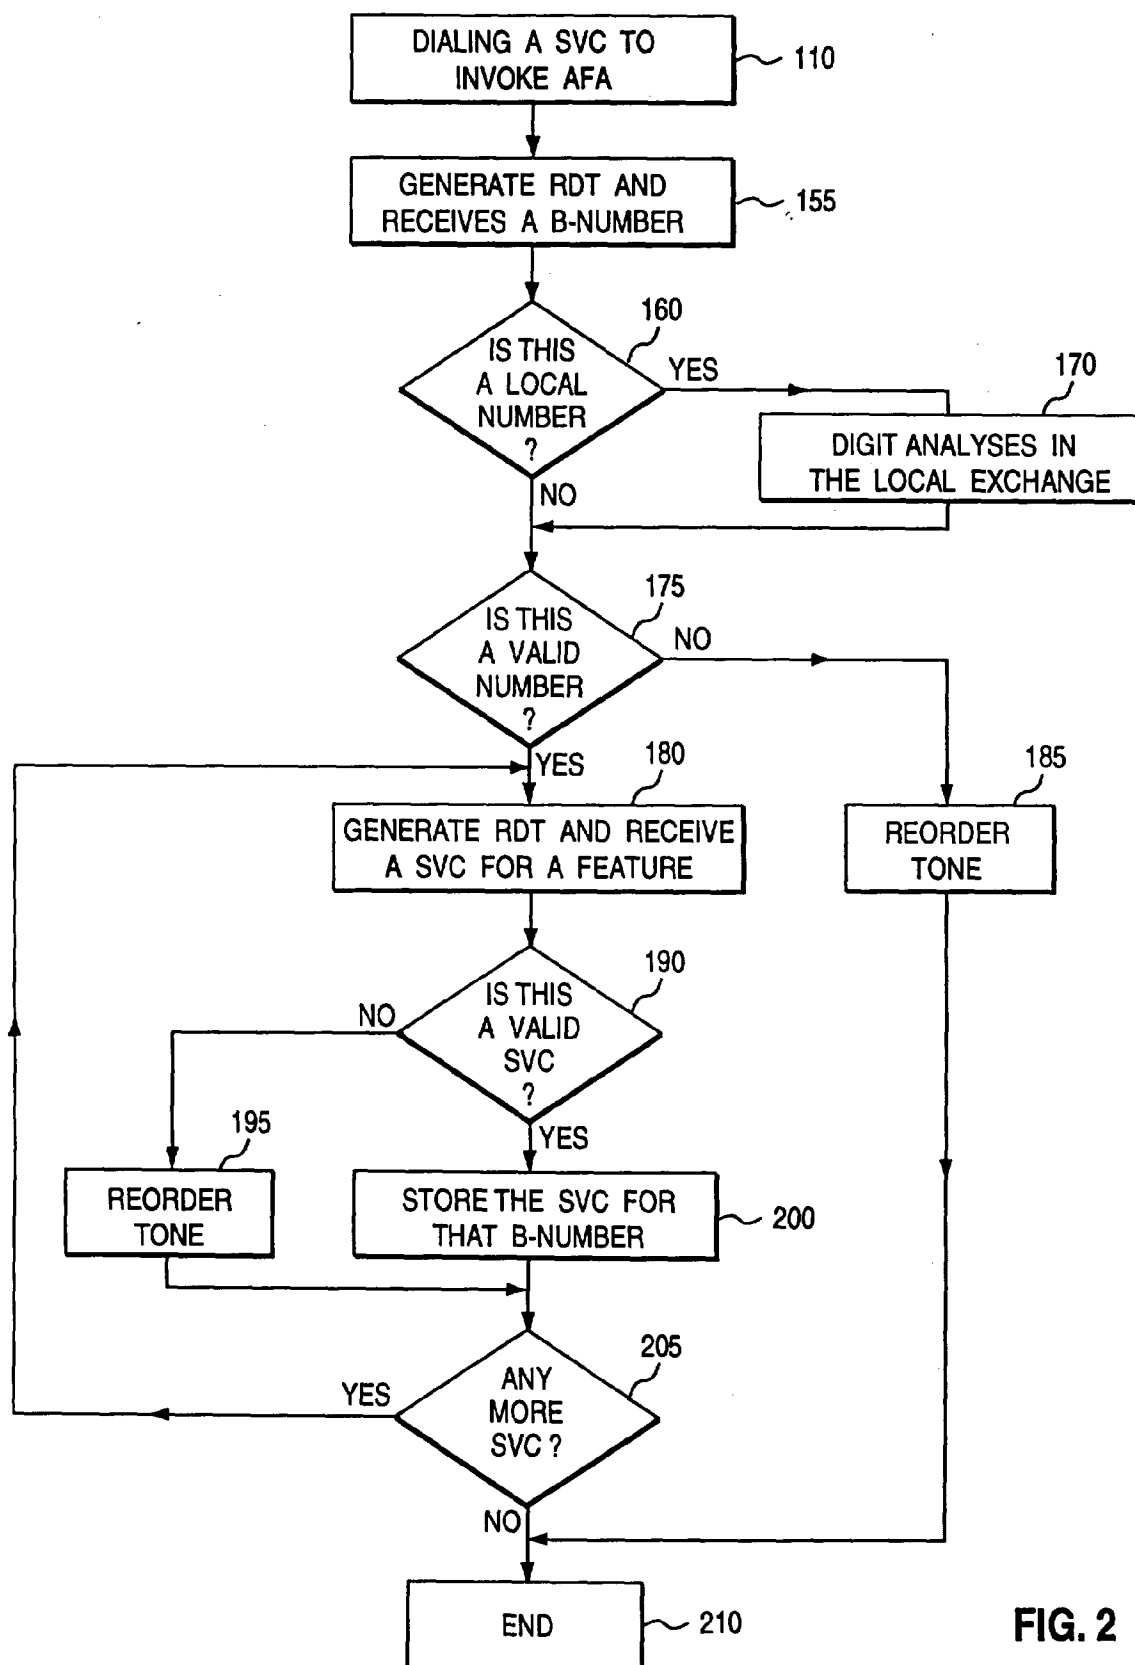 DIALING A SVC TO
INVOKE AFA
110
GENERATE RDT AND
RECEIVES A B-NUMBER
155
160
IS THIS
A LOCAL
NUMBER
?
YES
NO
170
DIGIT ANALYSES IN
THE LOCAL EXCHANGE
175
IS THIS
A VALID
NUMBER
?
NO
YES
180
GENERATE RDT AND RECEIVE
A SVC FOR A FEATURE
185
REORDER
TONE
190
IS THIS
A VALID
SVC
?
NO
YES
195
REORDER
TONE
STORE THE SVC FOR
THAT B-NUMBER
200
205
ANY
MORE
SVC ?
YES
NO
END
210
FIG. 2